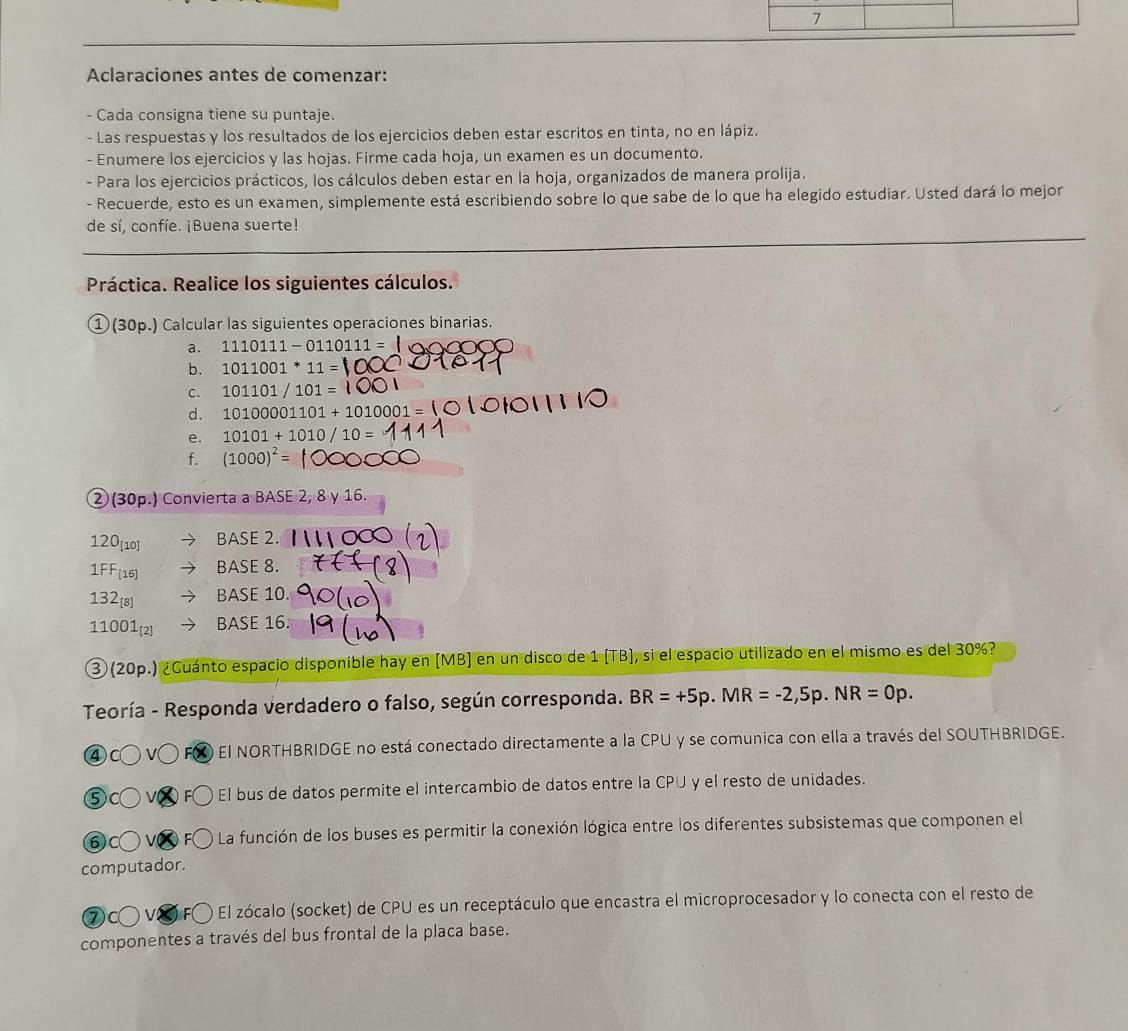 7
Aclaraciones antes de comenzar:
- Cada consigna tiene su puntaje.
- Las respuestas y los resultados de los ejercicios deben estar escritos en tinta, no en lápiz.
- Enumere los ejercicios y las hojas. Firme cada hoja, un examen es un documento.
- Para los ejercicios prácticos, los cálculos deben estar en la hoja, organizados de manera prolija.
- Recuerde, esto es un examen, simplemente está escribiendo sobre lo que sabe de lo que ha elegido estudiar. Usted dará lo mejor
de sí, confíe. ¡Buena suerte!
Práctica. Realice los siguientes cálculos.
①(30p.) Calcular las siguientes operaciones binarias.
a. 1110111 – 0110111 = 1000000
b. 1011001 * 11 =
c. 101101 / 101 = 1001
d. 10100001101 + 1010001 = 10101011110
e. 10101 + 1010 / 10 = 1111
f. (1000)² = 1000000
②(30p.) Convierta a BASE 2, 8 y 16.
120[10] → BASE 2. 1111000 (2)
1FF[16] → BASE 8. 777 (8)
132[8] → BASE 10. 90(10)
11001[2] → BASE 16. 19 (16)
③(20p.) ¿Cuánto espacio disponible hay en [MB] en un disco de 1 [TB], si el espacio utilizado en el mismo es del 30%?
Teoría - Responda verdadero o falso, según corresponda. BR = +5p. MR = -2,5p. NR = 0p.
④ C○ V○ FⓍ El NORTHBRIDGE no está conectado directamente a la CPU y se comunica con ella a través del SOUTHBRIDGE.
⑤ C○ VⓍ F○ El bus de datos permite el intercambio de datos entre la CPU y el resto de unidades.
⑥ C○ VⓍ F○ La función de los buses es permitir la conexión lógica entre los diferentes subsistemas que componen el
computador.
⑦ C○ VⓍ F○ El zócalo (socket) de CPU es un receptáculo que encastra el microprocesador y lo conecta con el resto de
componentes a través del bus frontal de la placa base.